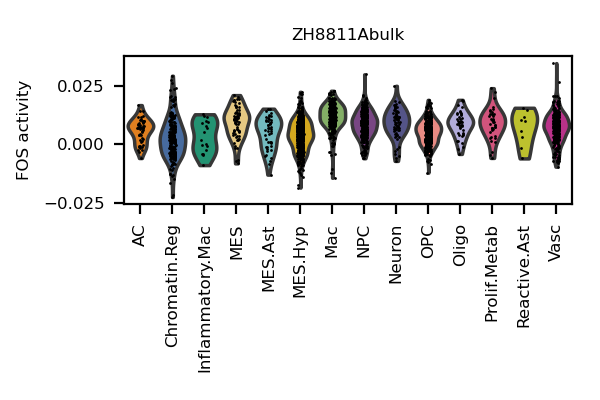 ZH8811Abulk
FOS activity
0.025
0.000
−0.025
AC
Chromatin.Reg
Inflammatory.Mac
MES
MES.Ast
MES.Hyp
Mac
NPC
Neuron
OPC
Oligo
Prolif.Metab
Reactive.Ast
Vasc